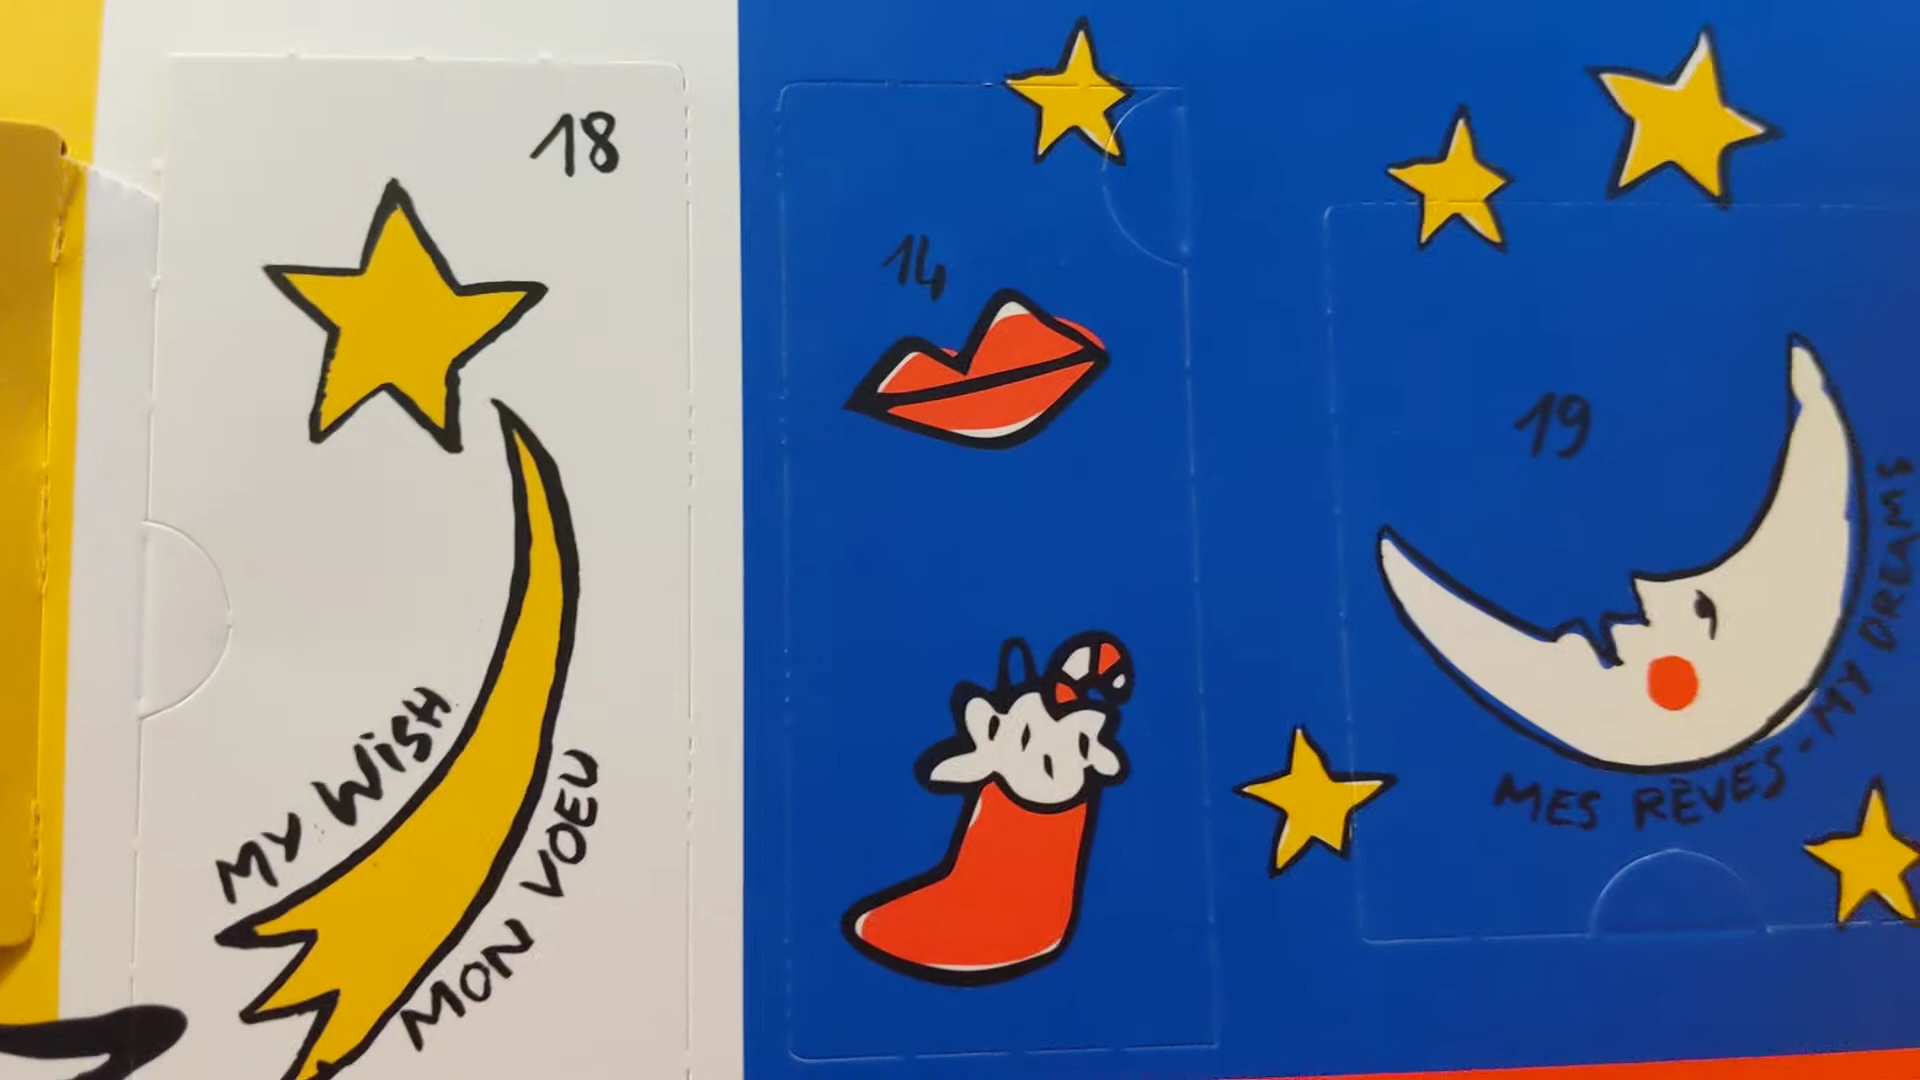 18
MY WISH
MON VOEU
14
19
MES RÊVES - MY DREAMS